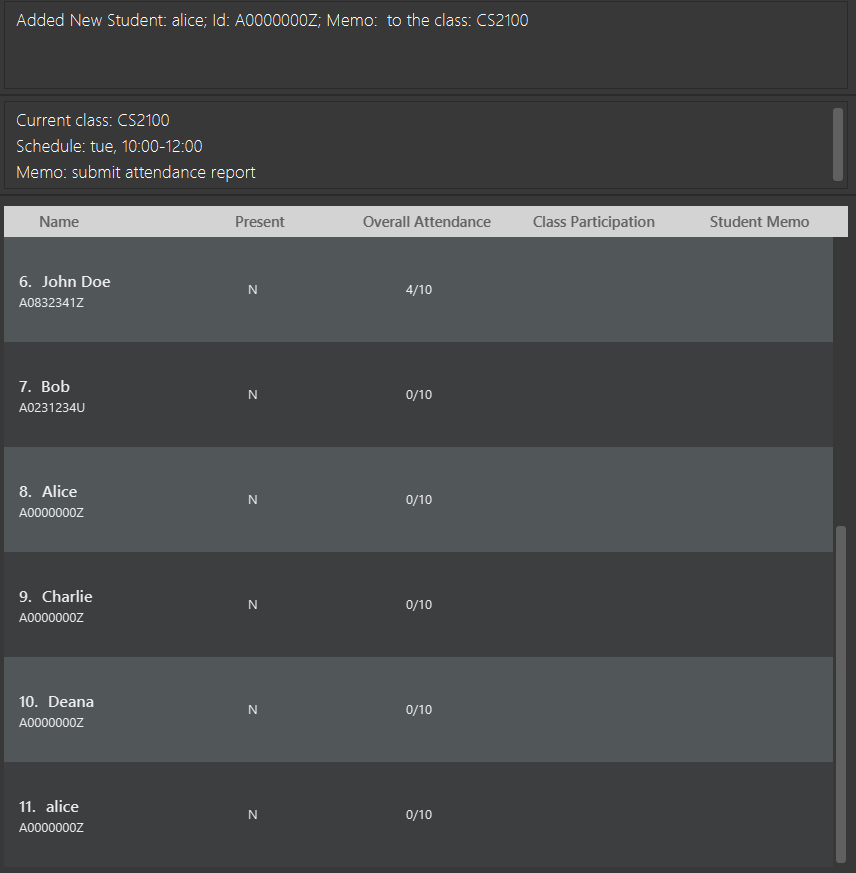 Added New Student: alice; Id: A0000000Z; Memo:  to the class: CS2100
Current class: CS2100
Schedule: tue, 10:00-12:00
Memo: submit attendance report
Name Present Overall Attendance Class Participation Student Memo
6. John Doe
A0832341Z
N 4/10
7. Bob
A0231234U
N 0/10
8. Alice
A0000000Z
N 0/10
9. Charlie
A0000000Z
N 0/10
10. Deana
A0000000Z
N 0/10
11. alice
A0000000Z
N 0/10